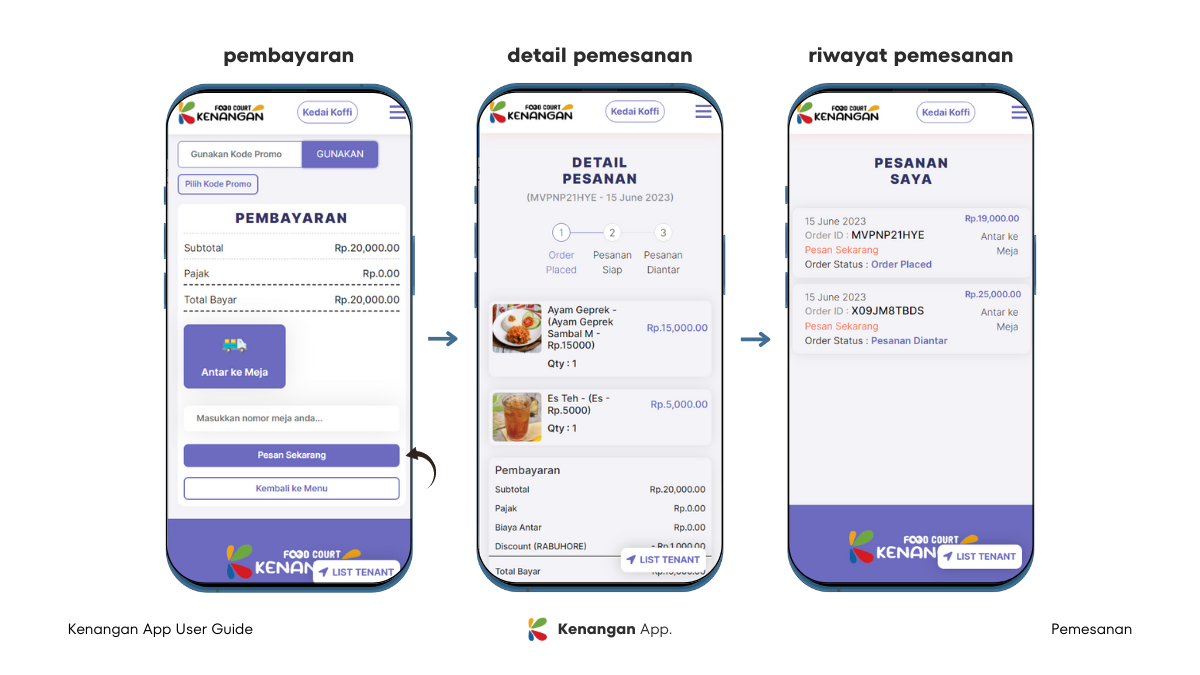 pembayaran
detail pemesanan
riwayat pemesanan
FOOD COURT
KENANGAN
Kedai Koffi
Gunakan Kode Promo
GUNAKAN
Pilih Kode Promo
PEMBAYARAN
Subtotal Rp.20,000.00
Pajak Rp.0.00
Total Bayar Rp.20,000.00
Antar ke Meja
Masukkan nomor meja anda...
Pesan Sekarang
Kembali ke Menu
FOOD COURT
KENAN
LIST TENANT
FOOD COURT
KENANGAN
Kedai Koffi
DETAIL
PESANAN
(MVPNP21HYE - 15 June 2023)
1 2 3
Order
Placed
Pesanan
Siap
Pesanan
Diantar
Ayam Geprek -
(Ayam Geprek
Sambal M -
Rp.15000)
Qty : 1
Rp.15,000.00
Es Teh - (Es -
Rp.5000)
Qty : 1
Rp.5,000.00
Pembayaran
Subtotal Rp.20,000.00
Pajak Rp.0.00
Biaya Antar Rp.0.00
Discount (RABUHORE) - Rp.1,000.00
LIST TENANT
Total Bayar
FOOD COURT
KENANGAN
Kedai Koffi
PESANAN
SAYA
15 June 2023
Order ID : MVPNP21HYE
Pesan Sekarang
Order Status : Order Placed
Rp.19,000.00
Antar ke
Meja
15 June 2023
Order ID : X09JM8TBDS
Pesan Sekarang
Order Status : Pesanan Diantar
Rp.25,000.00
Antar ke
Meja
FOOD COURT
KENAN
LIST TENANT
Kenangan App User Guide
Kenangan App.
Pemesanan